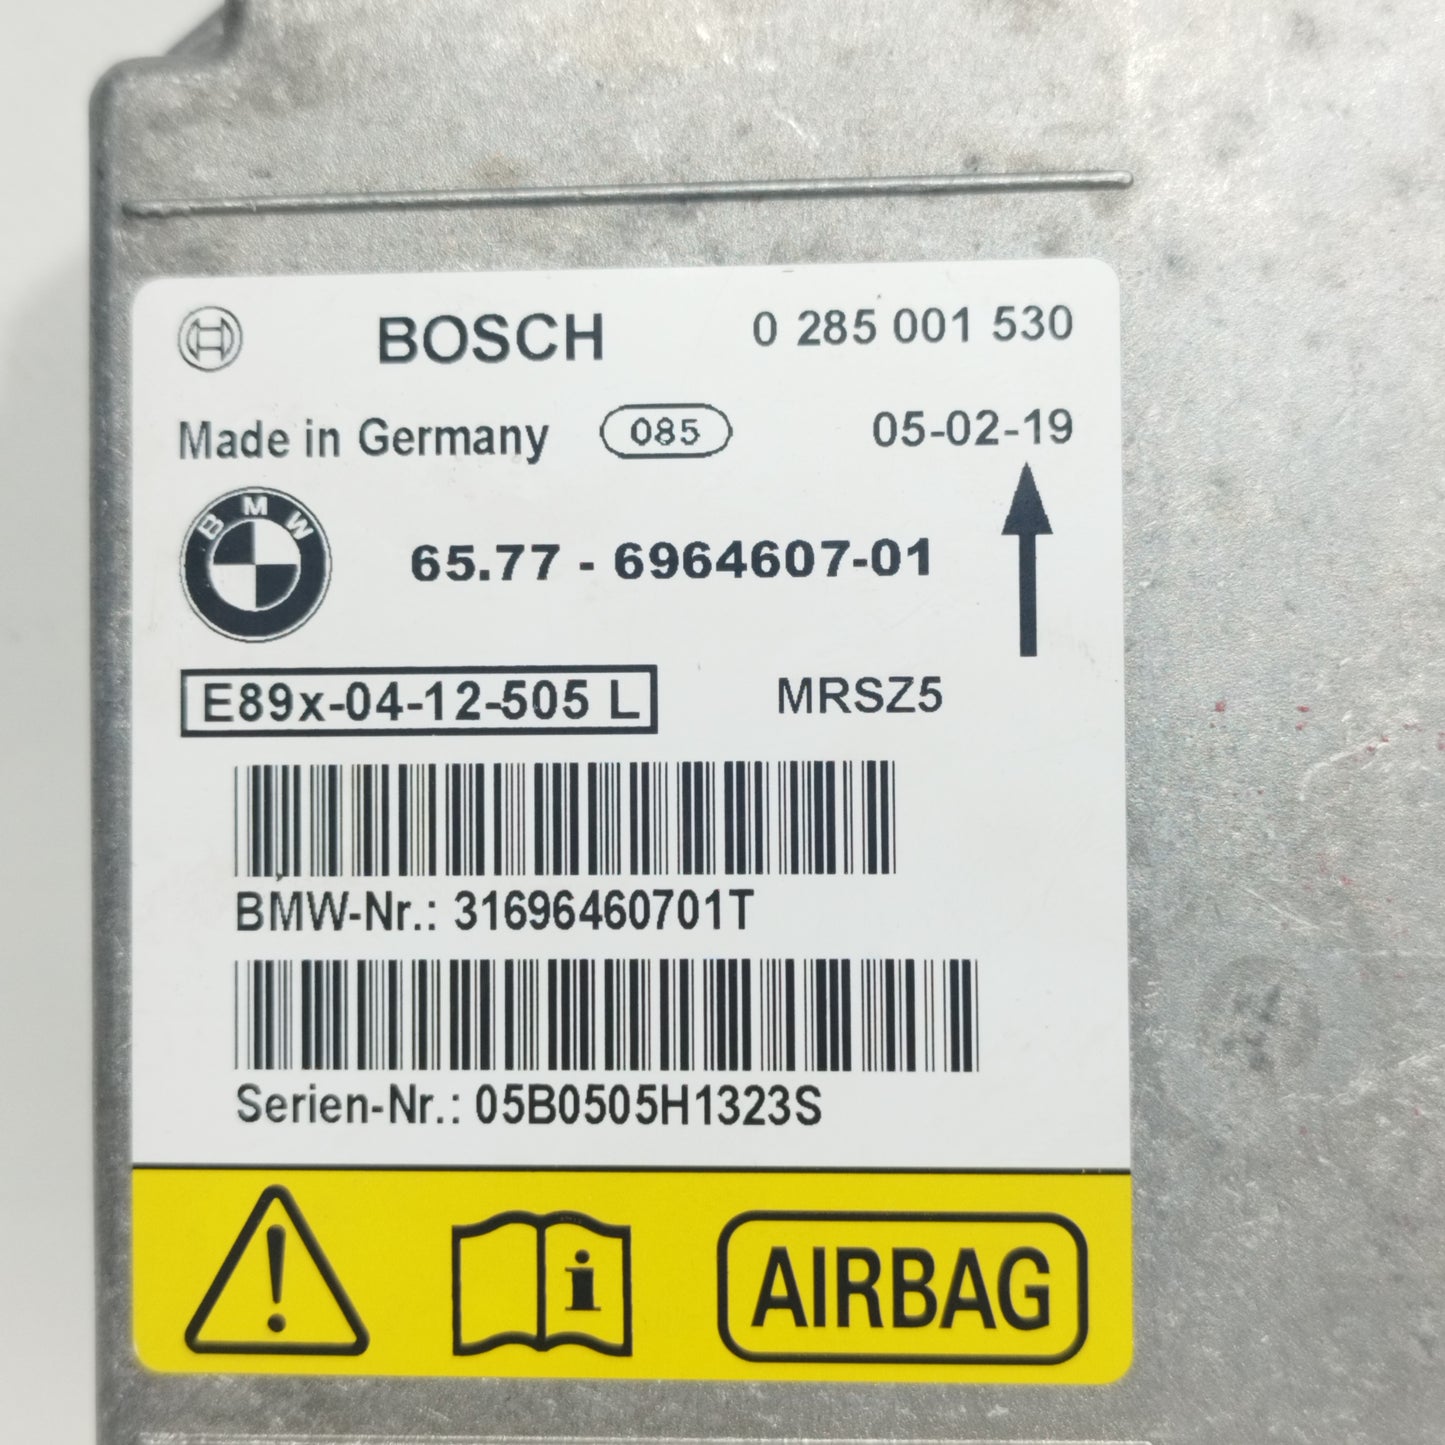 BOSCH 0 285 001 530
Made in Germany 085 05-02-19
BMW
65.77 - 6964607-01
E89x-04-12-505 L MRSZ5
BMW-Nr.: 31696460701T
Serien-Nr.: 05B0505H1323S
! i AIRBAG